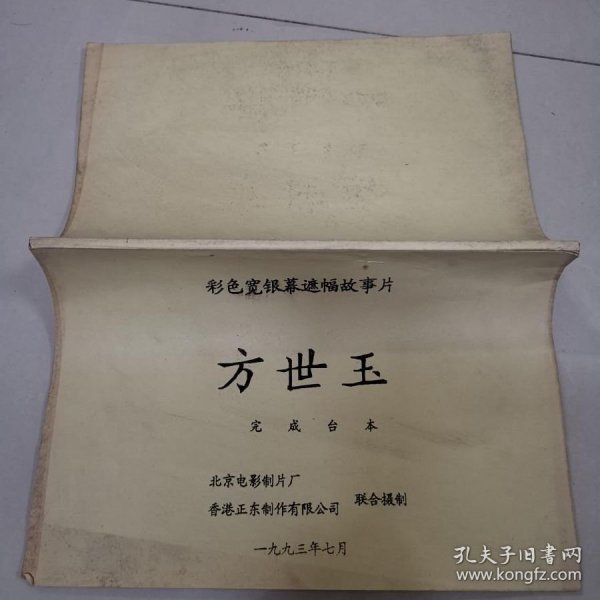 彩色宽银幕遮幅故事片
方世玉
完成台本
北京电影制片厂
香港正东制作有限公司
联合摄制
一九九三年七月
孔夫子旧书网
www.kongfz.com